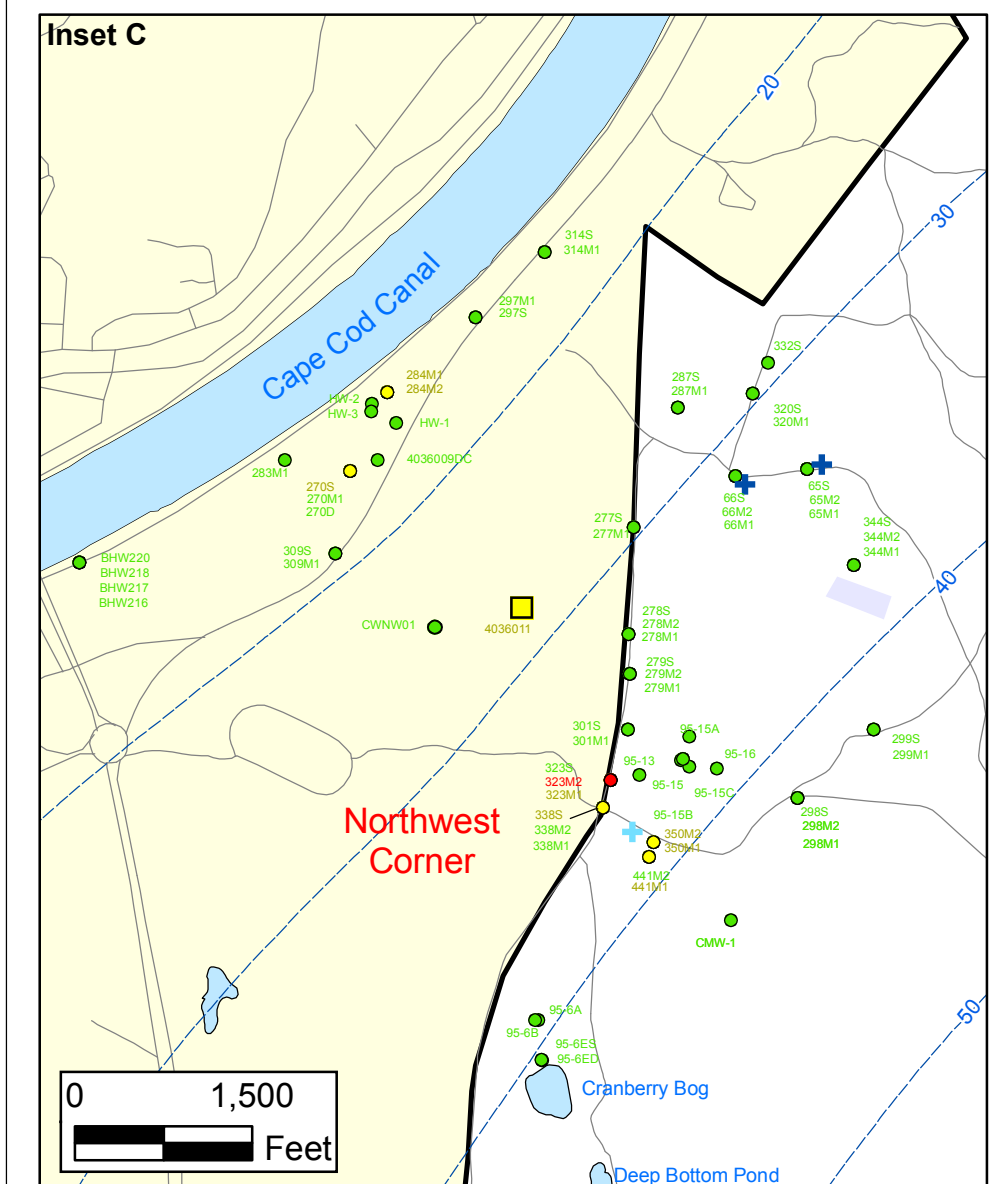 Inset C
20
30
314S
314M1
Cape Cod Canal
297M1
297S
332S
284M1
284M2
287S
287M1
HW-2
HW-3
HW-1
320S
320M1
283M1
4036009DC
270S
270M1
270D
66S
66M2
66M1
65S
65M2
65M1
277S
277M1
344S
344M2
344M1
309S
309M1
BHW220
BHW218
BHW217
BHW216
40
CWNW01
4036011
278S
278M2
278M1
279S
279M2
279M1
301S
301M1
95-15A
299S
299M1
95-13
95-16
323S
323M2
323M1
95-15
95-15C
338S
338M2
338M1
95-15B
298S
298M2
298M1
Northwest
Corner
350M2
350M1
441M2
441M1
CMW-1
50
95-6A
95-6B
95-6ES
95-6ED
Cranberry Bog
0 1,500
Feet
Deep Bottom Pond